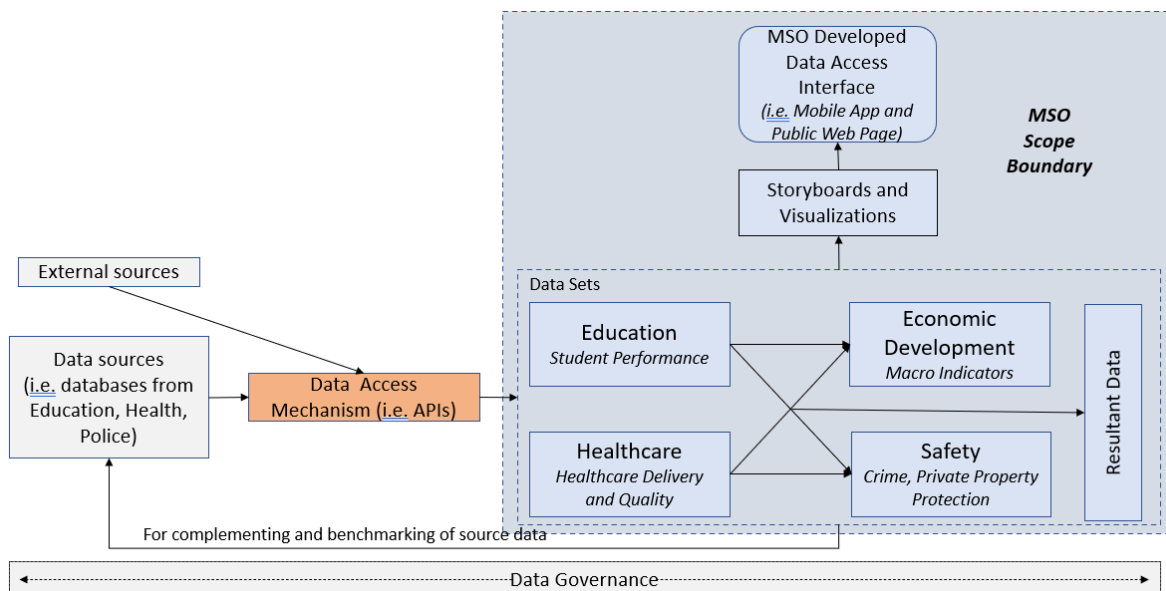 MSO Developed
Data Access
Interface
(i.e. Mobile App and
Public Web Page)
MSO
Scope
Boundary
Storyboards and
Visualizations
External sources
Data Sets
Education
Student Performance
Economic
Development
Macro Indicators
Data sources
(i.e. databases from
Education, Health,
Police)
Data  Access
Mechanism (i.e. APIs)
Resultant Data
Healthcare
Healthcare Delivery
and Quality
Safety
Crime, Private Property
Protection
For complementing and benchmarking of source data
Data Governance